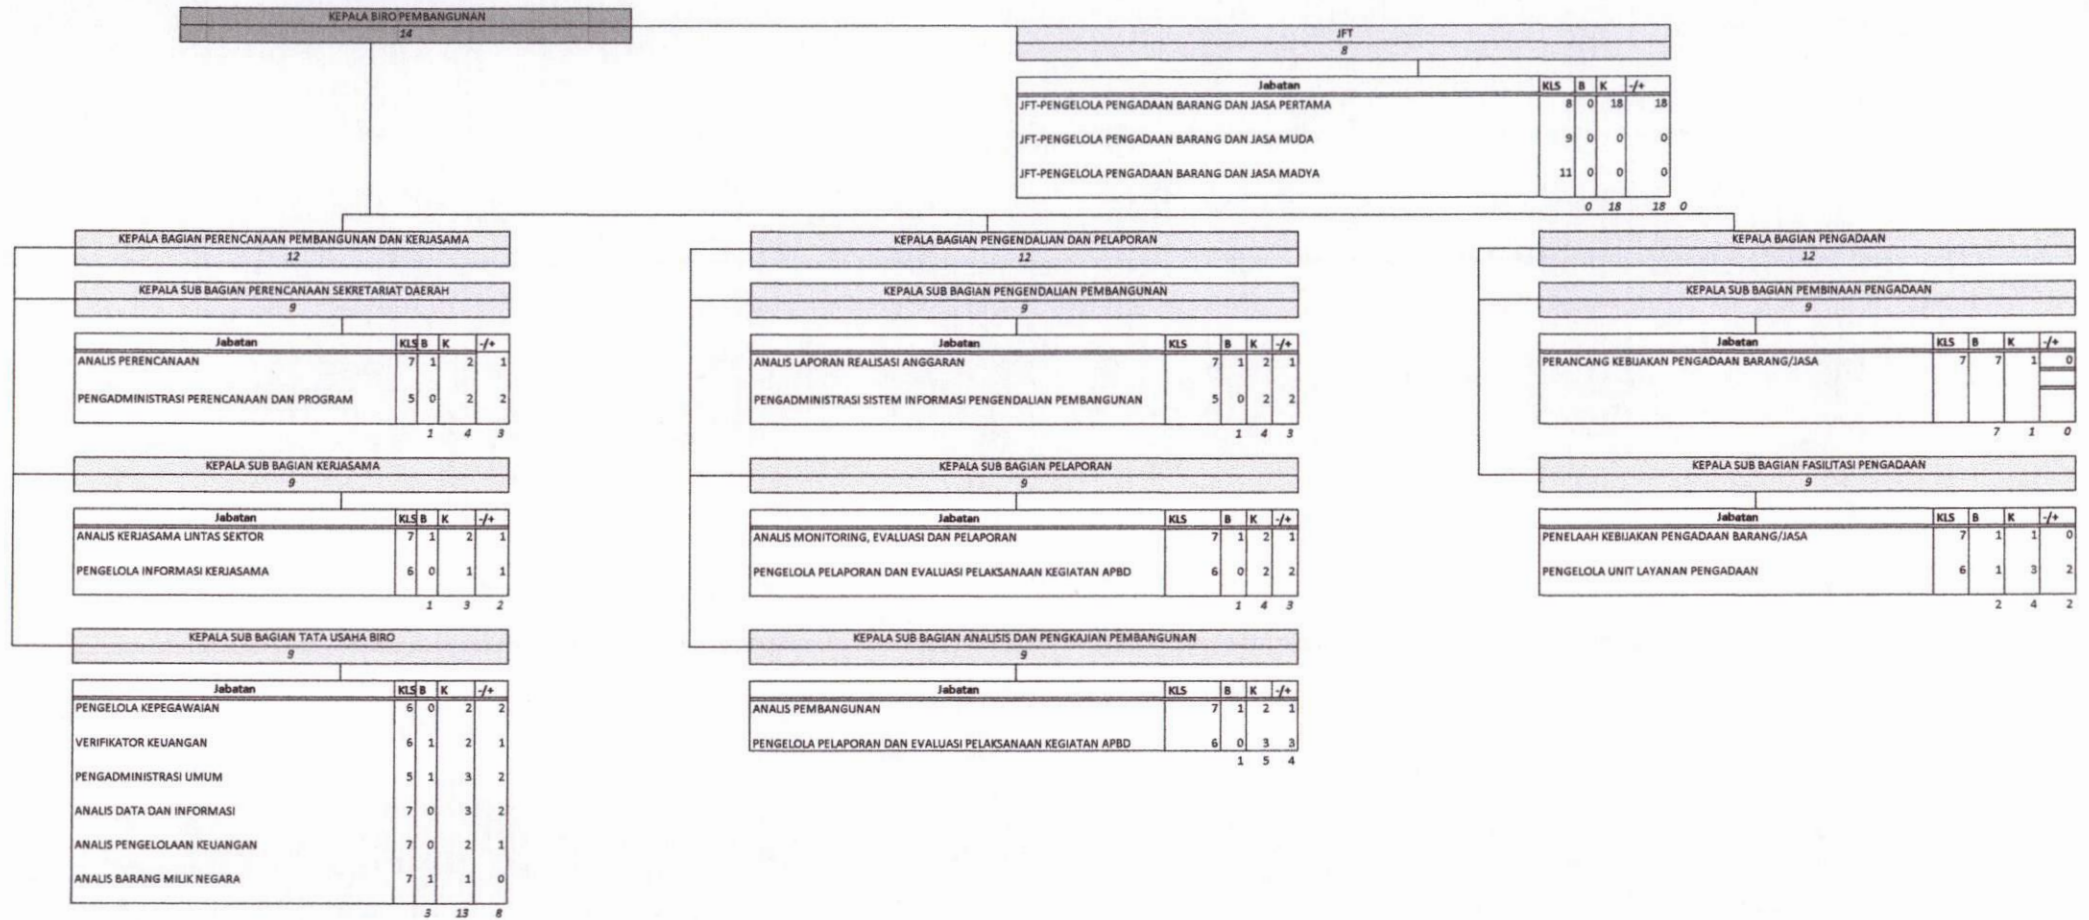 KEPALA BIRO PEMBANGUNAN
14
JFT
8
Jabatan KLS B K -/+
JFT-PENGELOLA PENGADAAN BARANG DAN JASA PERTAMA 8 0 18 18
JFT-PENGELOLA PENGADAAN BARANG DAN JASA MUDA 9 0 0 0
JFT-PENGELOLA PENGADAAN BARANG DAN JASA MADYA 11 0 0 0
0 18 18 0
KEPALA BAGIAN PERENCANAAN PEMBANGUNAN DAN KERJASAMA
12
KEPALA SUB BAGIAN PERENCANAAN SEKRETARIAT DAERAH
9
Jabatan KLS B K -/+
ANALIS PERENCANAAN 7 1 2 1
PENGADMINISTRASI PERENCANAAN DAN PROGRAM 5 0 2 2
1 4 3
KEPALA SUB BAGIAN KERJASAMA
9
Jabatan KLS B K -/+
ANALIS KERJASAMA LINTAS SEKTOR 7 1 2 1
PENGELOLA INFORMASI KERJASAMA 6 0 1 1
1 3 2
KEPALA SUB BAGIAN TATA USAHA BIRO
9
Jabatan KLS B K -/+
PENGELOLA KEPEGAWAIAN 6 0 2 2
VERIFIKATOR KEUANGAN 6 1 2 1
PENGADMINISTRASI UMUM 5 1 3 2
ANALIS DATA DAN INFORMASI 7 0 3 2
ANALIS PENGELOLAAN KEUANGAN 7 0 2 1
ANALIS BARANG MILIK NEGARA 7 1 1 0
3 13 8
KEPALA BAGIAN PENGENDALIAN DAN PELAPORAN
12
KEPALA SUB BAGIAN PENGENDALIAN PEMBANGUNAN
9
Jabatan KLS B K -/+
ANALIS LAPORAN REALISASI ANGGARAN 7 1 2 1
PENGADMINISTRASI SISTEM INFORMASI PENGENDALIAN PEMBANGUNAN 5 0 2 2
1 4 3
KEPALA SUB BAGIAN PELAPORAN
9
Jabatan KLS B K -/+
ANALIS MONITORING, EVALUASI DAN PELAPORAN 7 1 2 1
PENGELOLA PELAPORAN DAN EVALUASI PELAKSANAAN KEGIATAN APBD 6 0 2 2
1 4 3
KEPALA SUB BAGIAN ANALISIS DAN PENGKAJIAN PEMBANGUNAN
9
Jabatan KLS B K -/+
ANALIS PEMBANGUNAN 7 1 2 1
PENGELOLA PELAPORAN DAN EVALUASI PELAKSANAAN KEGIATAN APBD 6 0 3 3
1 5 4
KEPALA BAGIAN PENGADAAN
12
KEPALA SUB BAGIAN PEMBINAAN PENGADAAN
9
Jabatan KLS B K -/+
PERANCANG KEBIJAKAN PENGADAAN BARANG/JASA 7 7 1 0
7 1 0
KEPALA SUB BAGIAN FASILITASI PENGADAAN
9
Jabatan KLS B K -/+
PENELAAH KEBIJAKAN PENGADAAN BARANG/JASA 7 1 1 0
PENGELOLA UNIT LAYANAN PENGADAAN 6 1 3 2
2 4 2